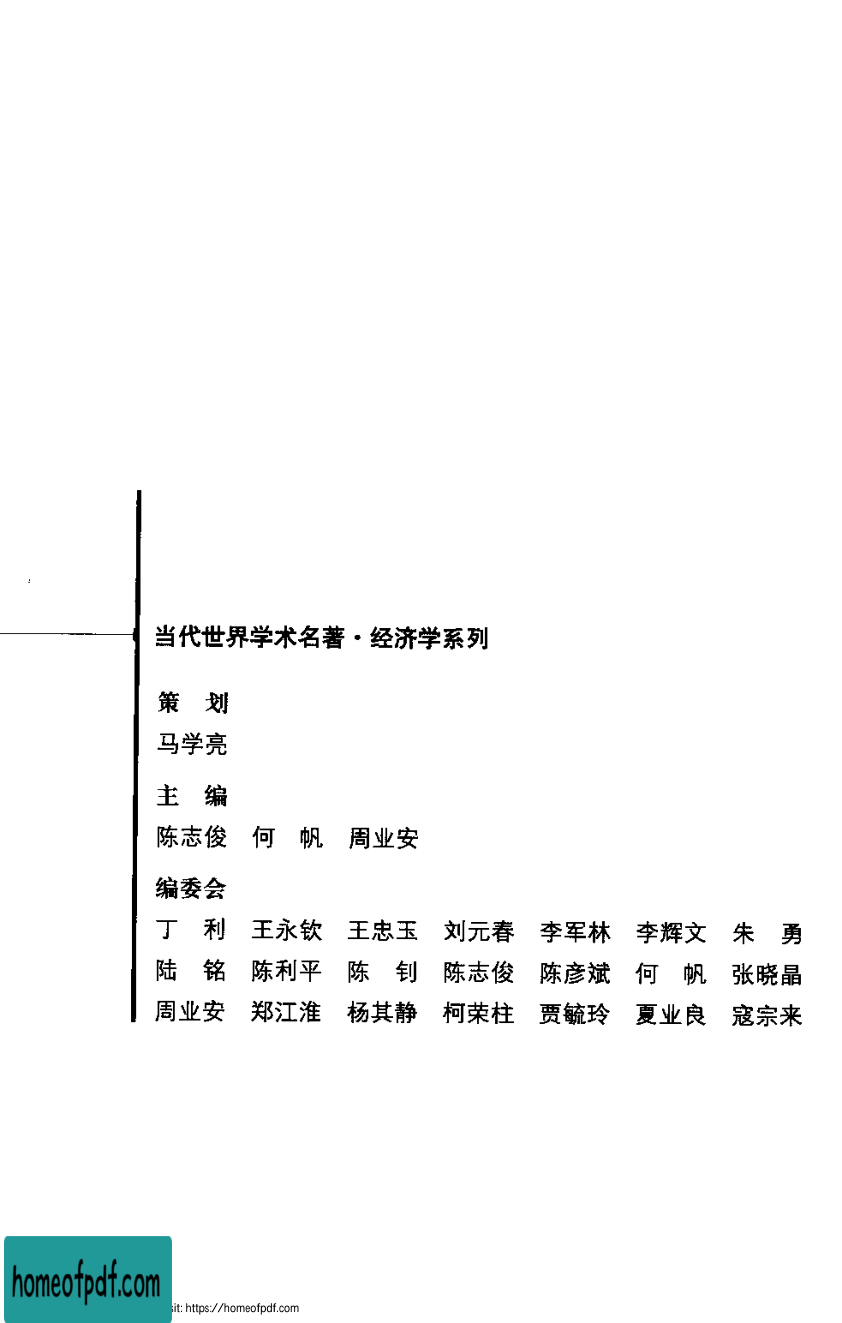 当代世界学术名著·经济学系列
策　划
马学亮
主　编
陈志俊　何　帆　周业安
编委会
丁　利　王永钦　王忠玉　刘元春　李军林　李辉文　朱　勇
陆　铭　陈利平　陈　钊　陈志俊　陈彦斌　何　帆　张晓晶
周业安　郑江淮　杨其静　柯荣柱　贾毓玲　夏业良　寇宗来
homeofpdf.com
sit: https://homeofpdf.com